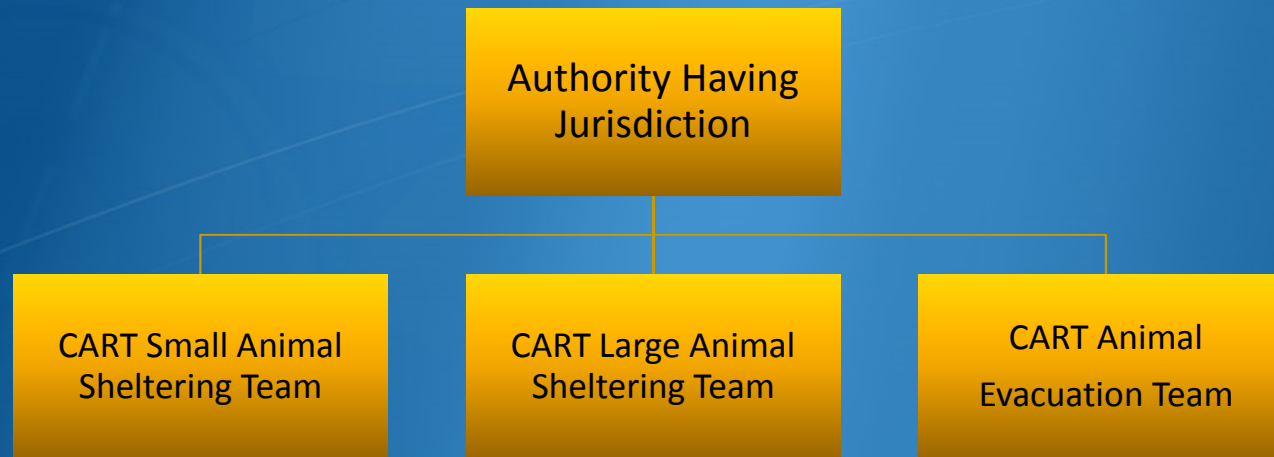 Authority Having
Jurisdiction
CART Small Animal
Sheltering Team
CART Large Animal
Sheltering Team
CART Animal
Evacuation Team